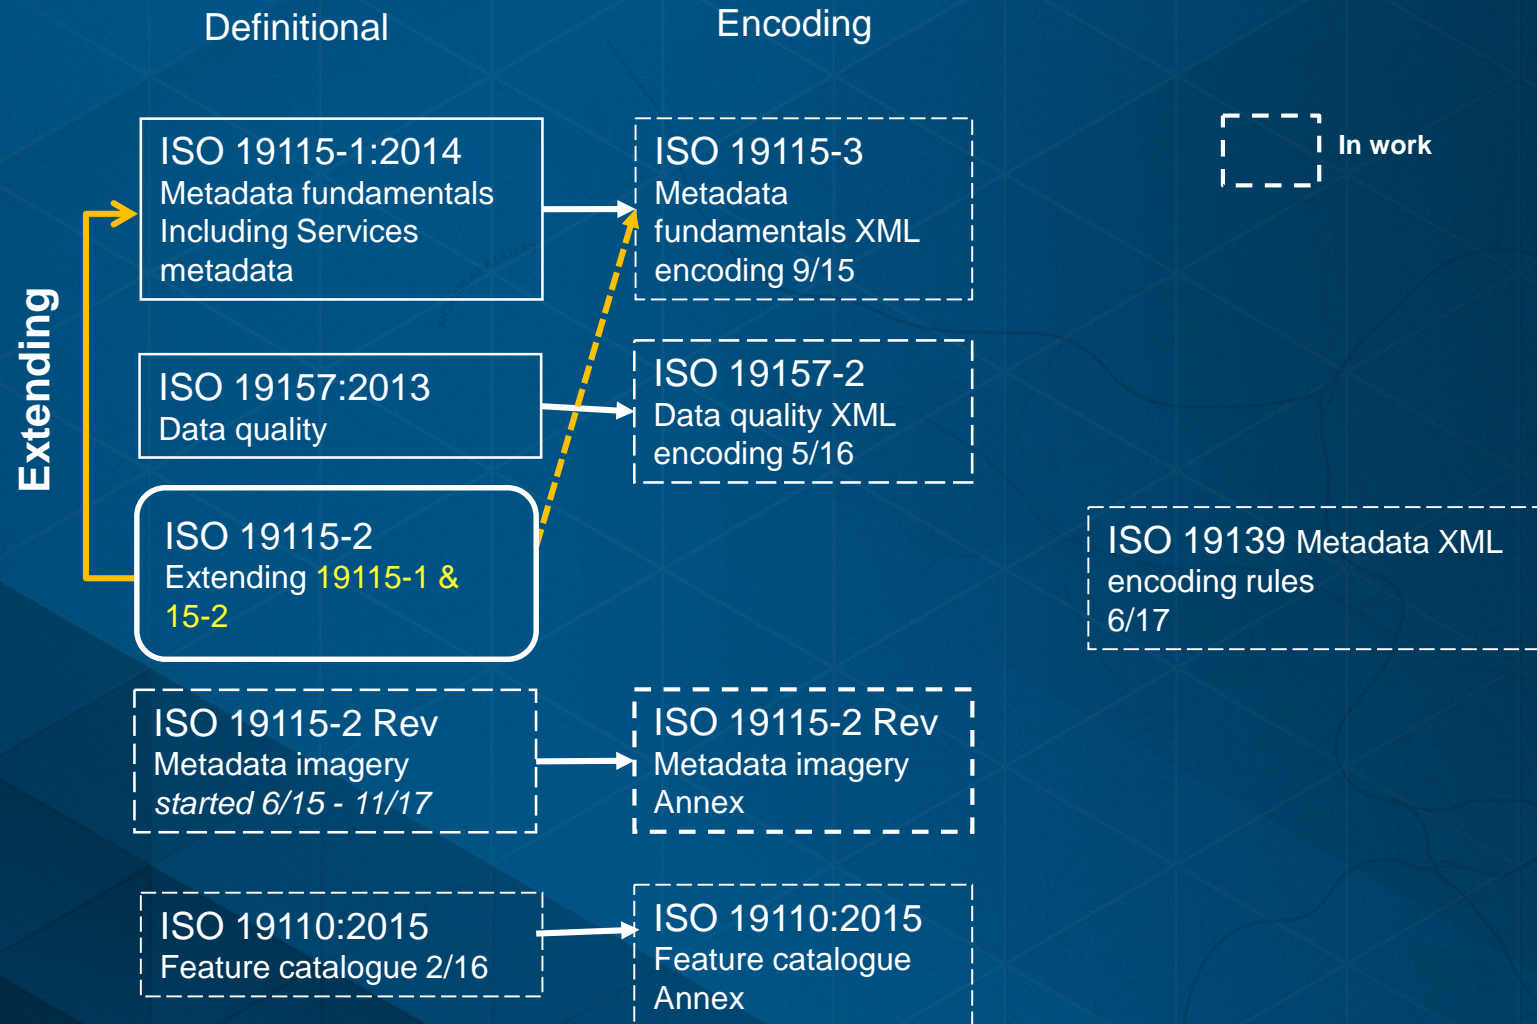 Definitional
Encoding
ISO 19115-1:2014
Metadata fundamentals
Including Services
metadata
ISO 19115-3
Metadata
fundamentals XML
encoding 9/15
In work
Extending
ISO 19157:2013
Data quality
ISO 19157-2
Data quality XML
encoding 5/16
ISO 19115-2
Extending 19115-1 &
15-2
ISO 19139 Metadata XML
encoding rules
6/17
ISO 19115-2 Rev
Metadata imagery
started 6/15 - 11/17
ISO 19115-2 Rev
Metadata imagery
Annex
ISO 19110:2015
Feature catalogue 2/16
ISO 19110:2015
Feature catalogue
Annex